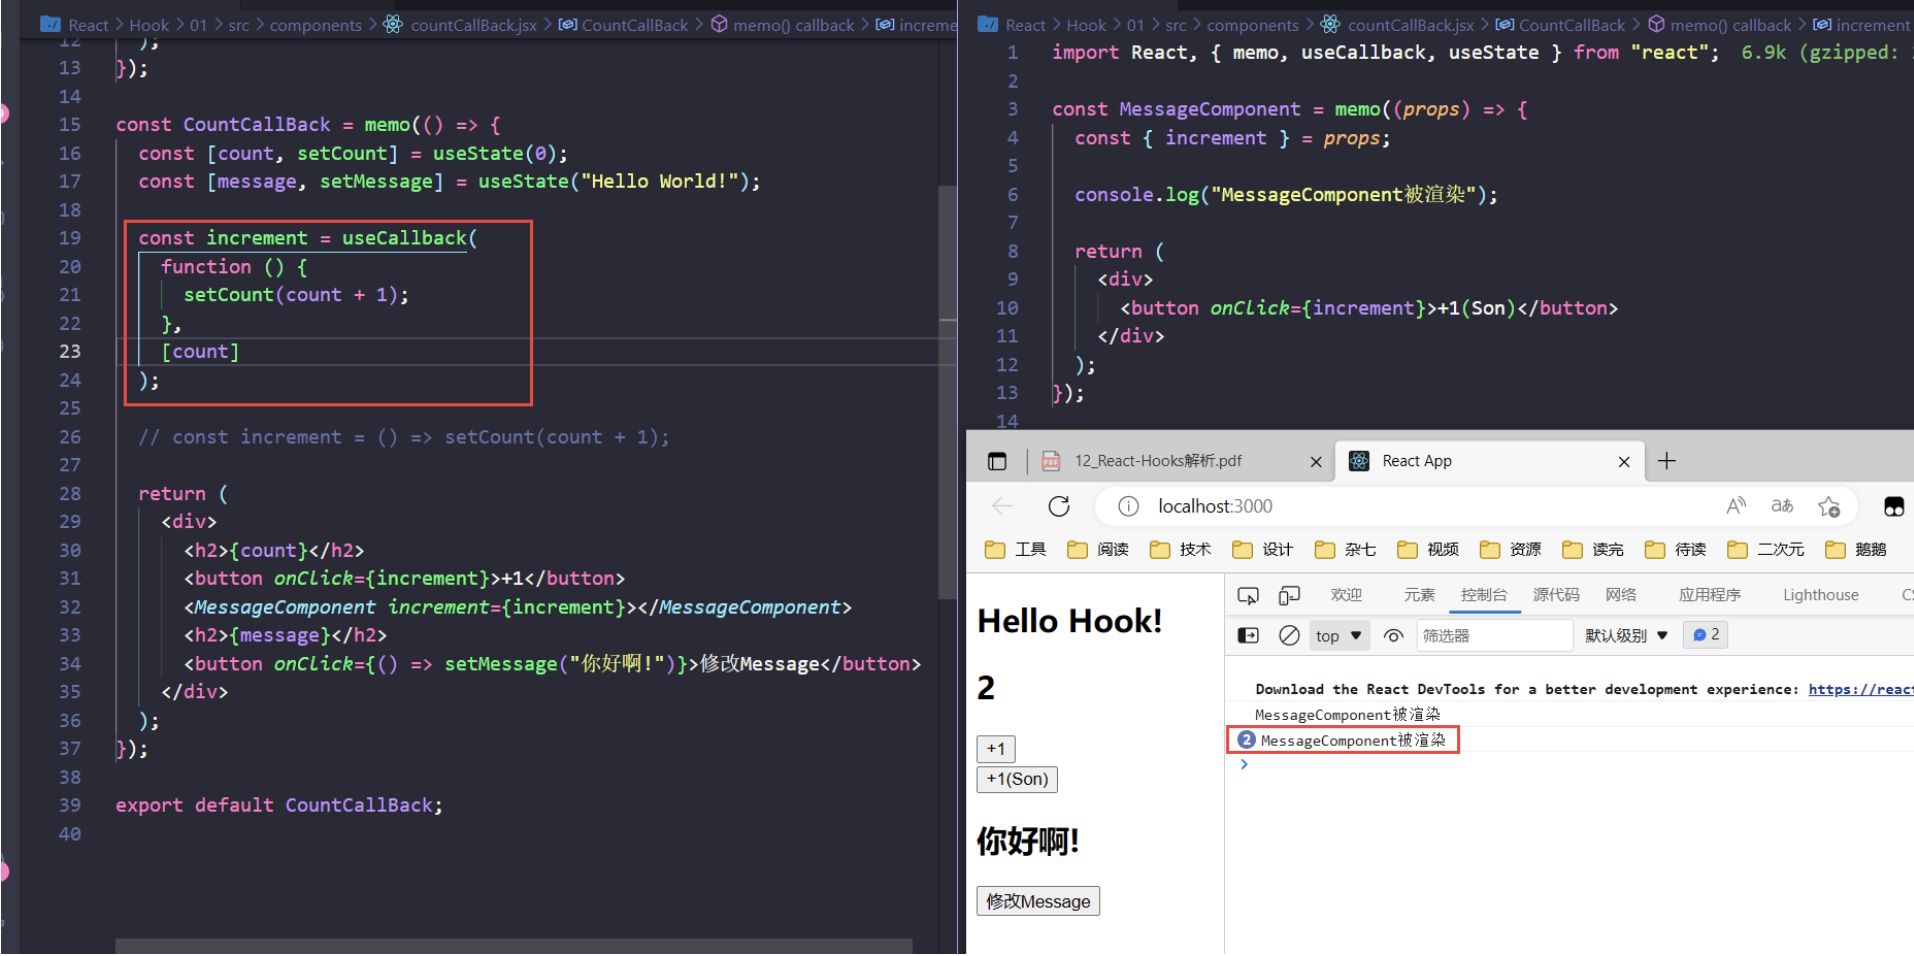 React > Hook > 01 > src > components > countCallBack.jsx > CountCallBack > memo() callback > increme
12 );
13 });
14
15 const CountCallBack = memo(() => {
16 const [count, setCount] = useState(0);
17 const [message, setMessage] = useState("Hello World!");
18
19 const increment = useCallback(
20 function () {
21 setCount(count + 1);
22 },
23 [count]
24 );
25
26 // const increment = () => setCount(count + 1);
27
28 return (
29 <div>
30 <h2>{count}</h2>
31 <button onClick={increment}>+1</button>
32 <MessageComponent increment={increment}></MessageComponent>
33 <h2>{message}</h2>
34 <button onClick={() => setMessage("你好啊!")}>修改Message</button>
35 </div>
36 );
37 });
38
39 export default CountCallBack;
40
React > Hook > 01 > src > components > countCallBack.jsx > CountCallBack > memo() callback > increment
1 import React, { memo, useCallback, useState } from "react"; 6.9k (gzipped:
2
3 const MessageComponent = memo((props) => {
4 const { increment } = props;
5
6 console.log("MessageComponent被渲染");
7
8 return (
9 <div>
10 <button onClick={increment}>+1(Son)</button>
11 </div>
12 );
13 });
14
12_React-Hooks解析.pdf
React App
localhost:3000
工具 阅读 技术 设计 杂七 视频 资源 读完 待读 二次元 鹅鹅
Hello Hook!
2
+1
+1(Son)
你好啊!
修改Message
欢迎 元素 控制台 源代码 网络 应用程序 Lighthouse
top 筛选器 默认级别 2
Download the React DevTools for a better development experience: https://react
MessageComponent被渲染
2 MessageComponent被渲染